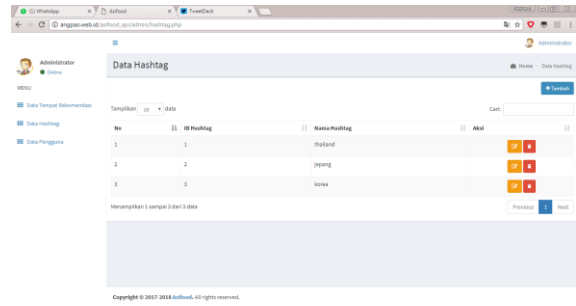 (1) WhatsApp
Asfood
TweetDeck
angpao.web.id/asfood_api/admin/hashtag.php
Administrator
Administrator
Online
Data Hashtag
Home
Data Hashtag
MENU
Data Tempat Rekomendasi
Data Hashtag
Data Pengguna
Tambah
Tampilkan 10 data
Cari:
No ID Hashtag Nama Hashtag Aksi
1 1 thailand
2 2 jepang
3 3 korea
Menampilkan 1 sampai 3 dari 3 data
Previous 1 Next
Copyright © 2017-2018 Asfood. All rights reserved.